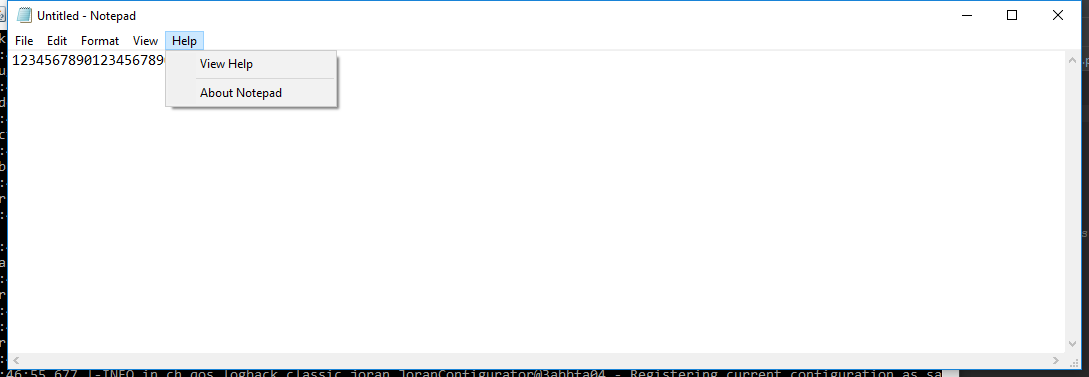 Untitled - Notepad
File Edit Format View Help
123456789012345678
View Help
About Notepad
:46:55,677 |-INFO in ch.qos.logback.classic.joran.JoranConfigurator@3abbfa04 - Registering current configuration as sa